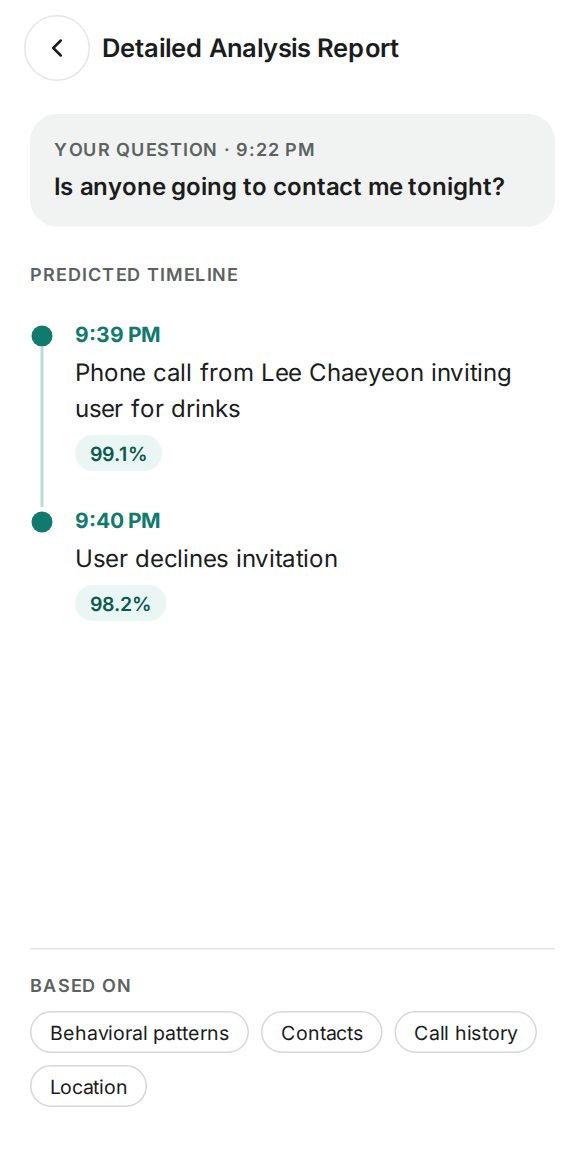 Detailed Analysis Report
YOUR QUESTION · 9:22 PM
Is anyone going to contact me tonight?
PREDICTED TIMELINE
9:39 PM
Phone call from Lee Chaeyeon inviting
user for drinks
99.1%
9:40 PM
User declines invitation
98.2%
BASED ON
Behavioral patterns
Contacts
Call history
Location